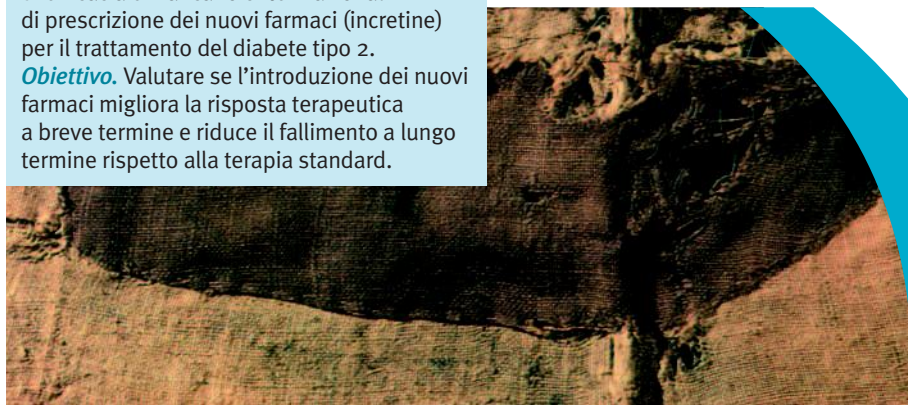 di prescrizione dei nuovi farmaci (incretine)
per il trattamento del diabete tipo 2.
Obiettivo. Valutare se l’introduzione dei nuovi
farmaci migliora la risposta terapeutica
a breve termine e riduce il fallimento a lungo
termine rispetto alla terapia standard.